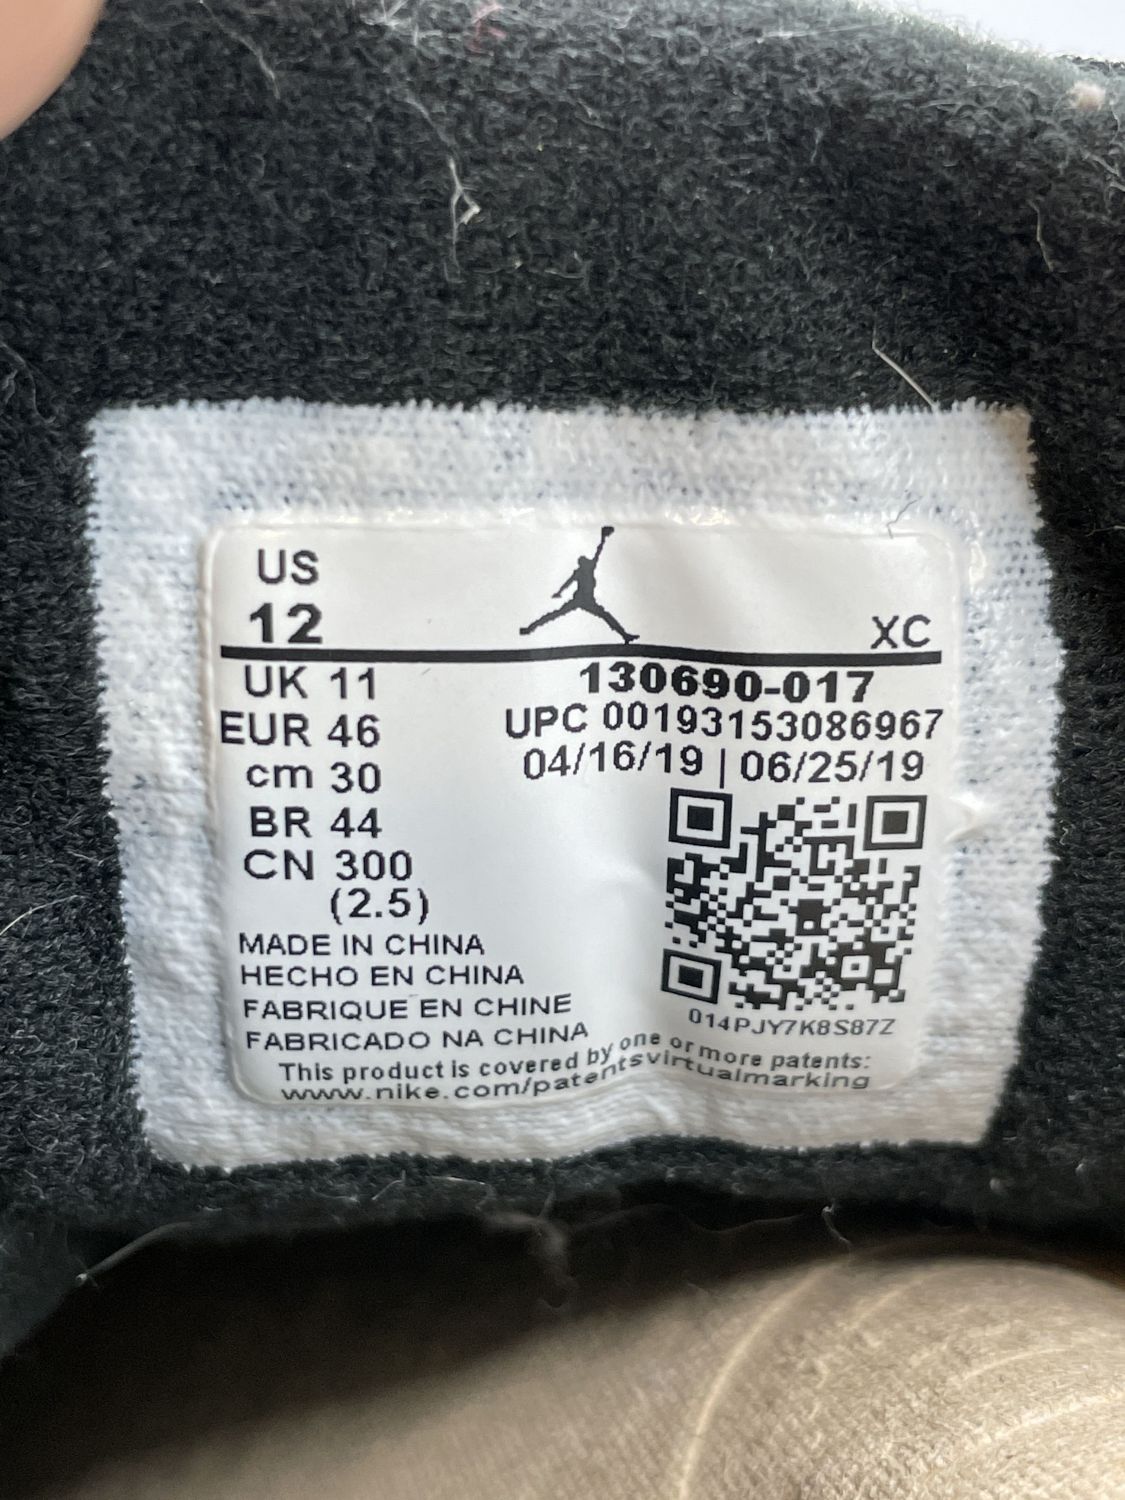 US
12
XC
UK 11
EUR 46
cm 30
BR 44
CN 300
(2.5)
130690-017
UPC 00193153086967
04/16/19 | 06/25/19
014PJY7K8S87Z
MADE IN CHINA
HECHO EN CHINA
FABRIQUE EN CHINE
FABRICADO NA CHINA
This product is covered by one or more patents:
www.nike.com/patentsvirtualmarking